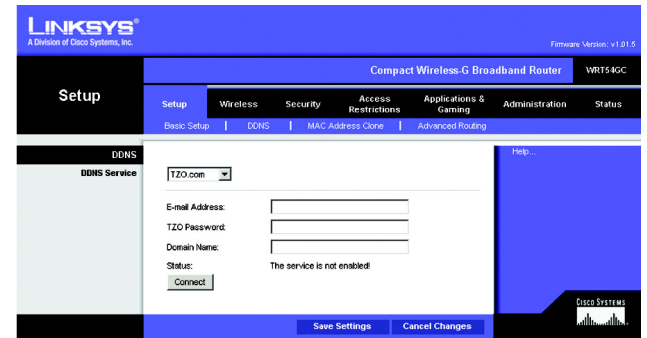 LINKSYS®
A Division of Cisco Systems, Inc.
Firmware Version: v1.01.5
Compact Wireless-G Broadband Router WRT54GC
Setup
Setup Wireless Security Access Restrictions Applications & Gaming Administration Status
Basic Setup | DDNS | MAC Address Clone | Advanced Routing
DDNS
Help...
DDNS Service
TZO.com
E-mail Address:
TZO Password:
Domain Name:
Status: The service is not enabled!
Connect
CISCO SYSTEMS
Save Settings Cancel Changes